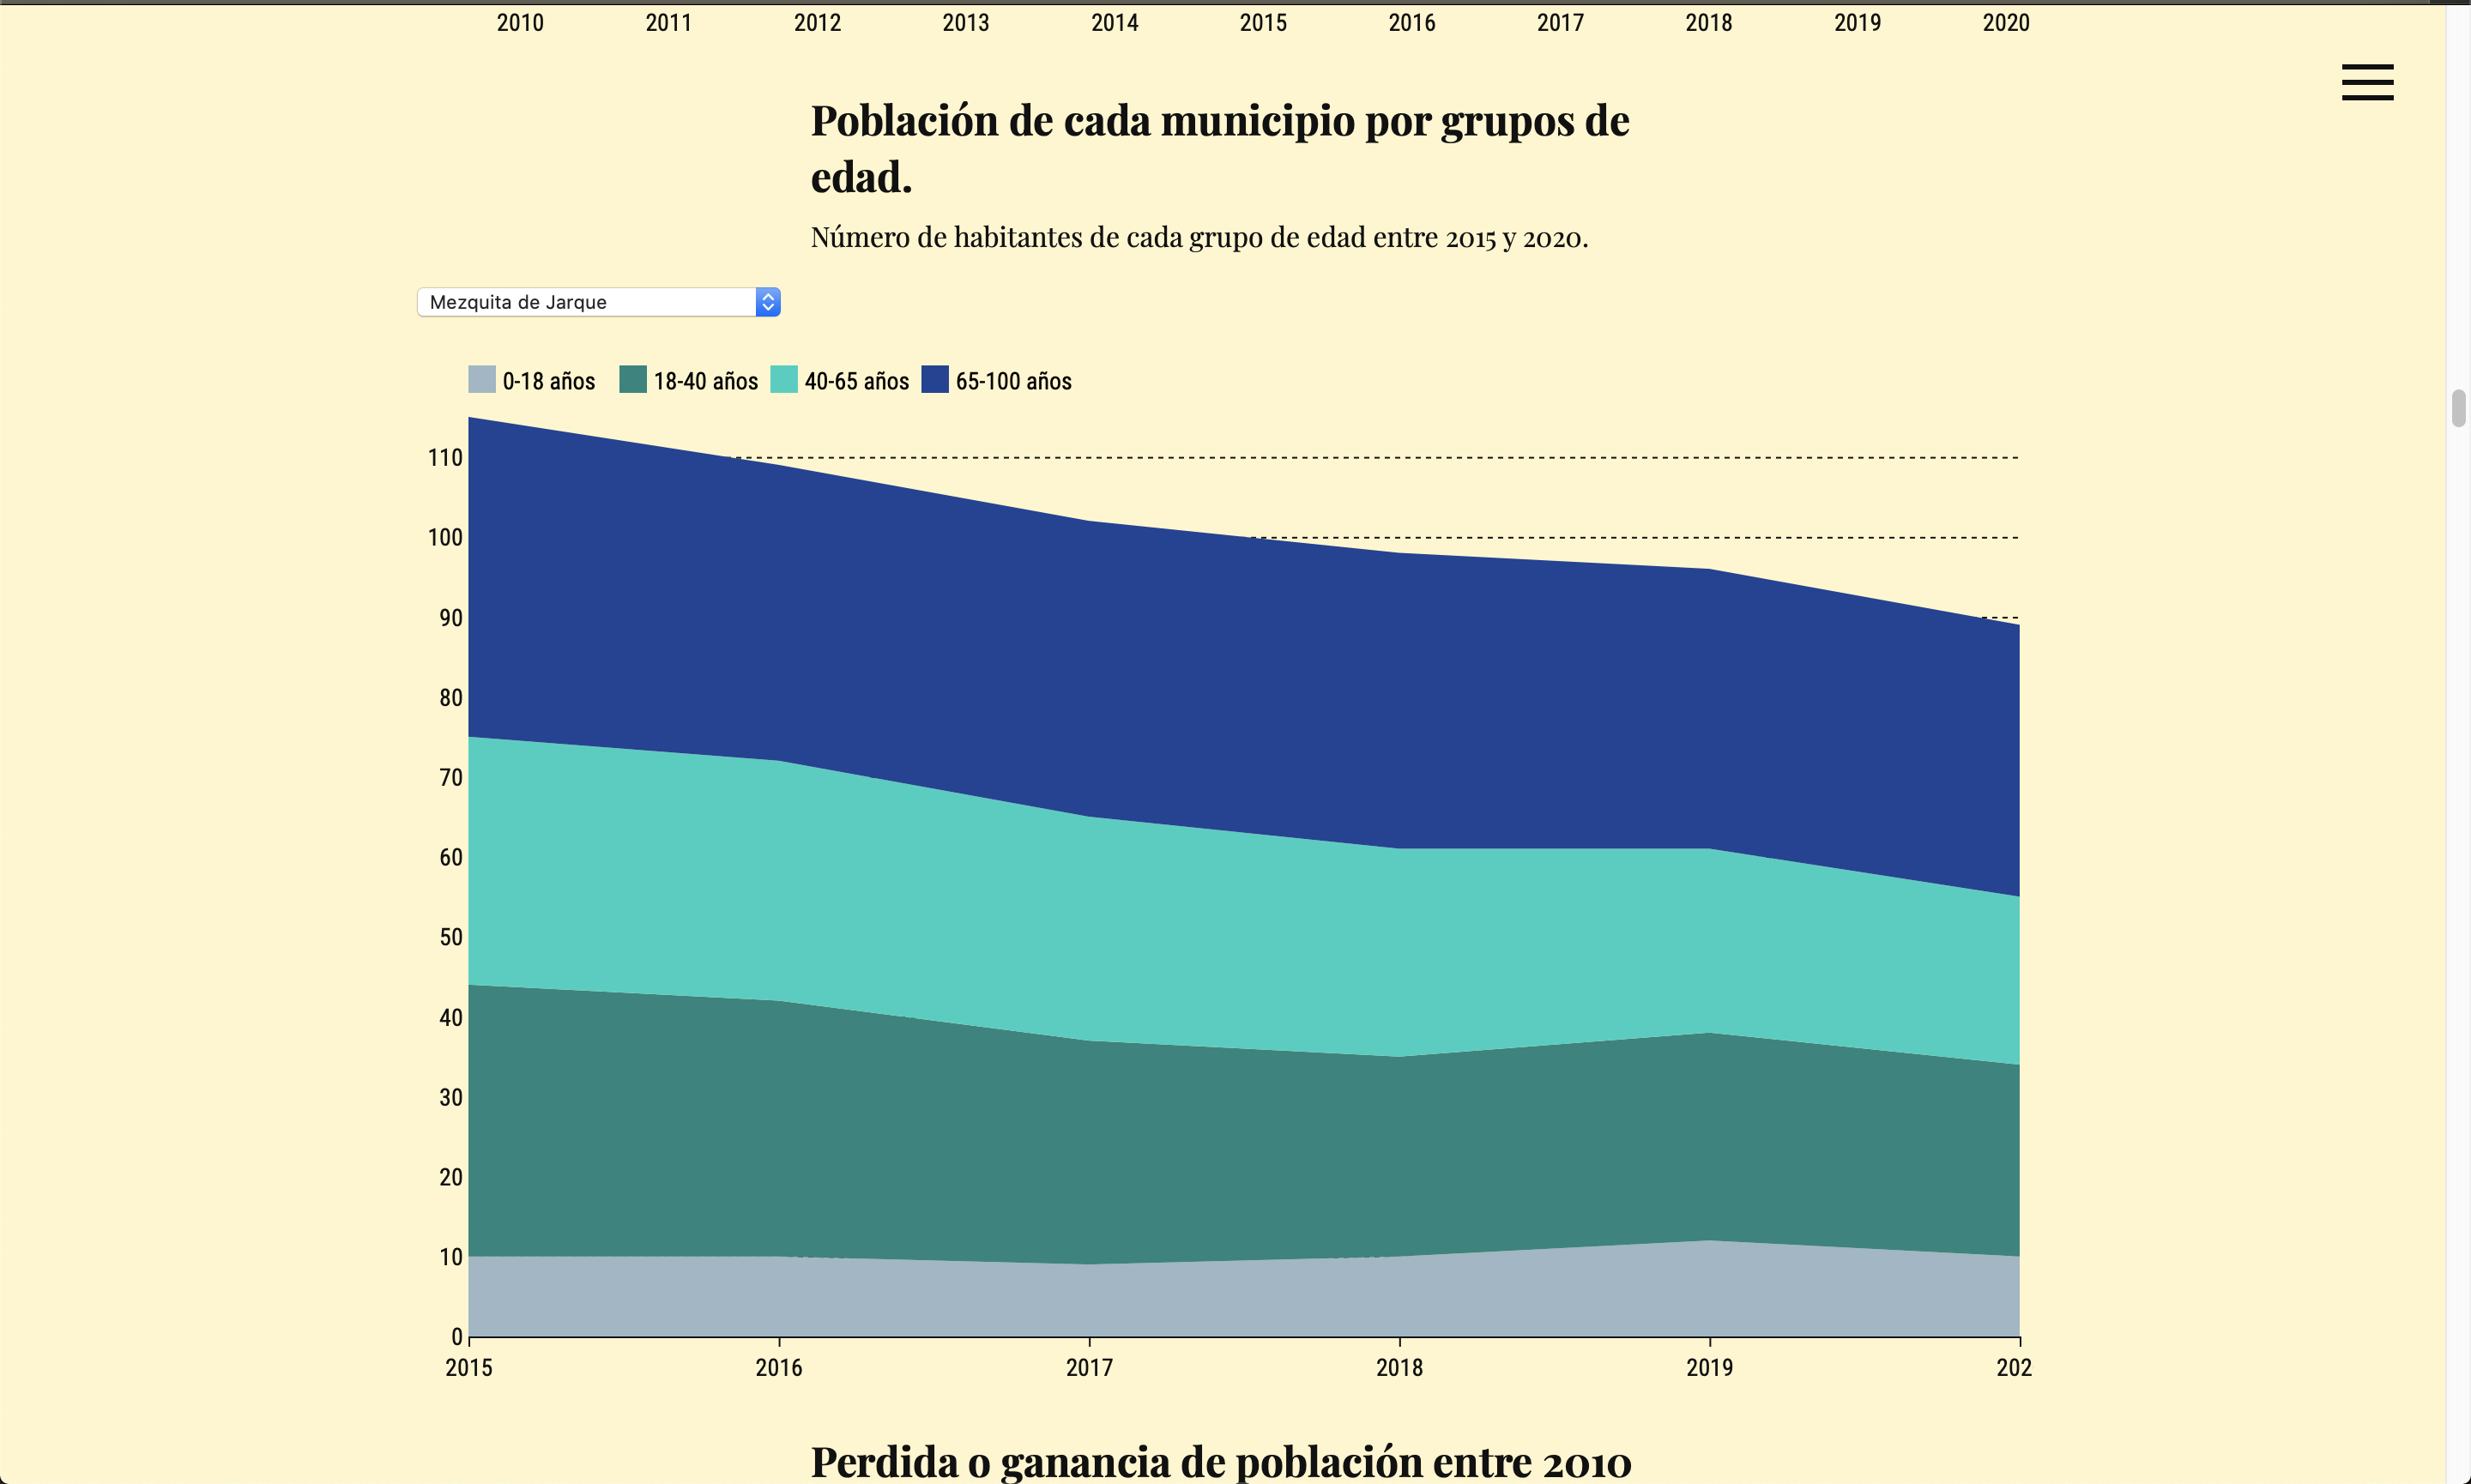 2010 2011 2012 2013 2014 2015 2016 2017 2018 2019 2020
Población de cada municipio por grupos de
edad.
Número de habitantes de cada grupo de edad entre 2015 y 2020.
Mezquita de Jarque
0-18 años 18-40 años 40-65 años 65-100 años
110
100
90
80
70
60
50
40
30
20
10
0
2015 2016 2017 2018 2019 202
Perdida o ganancia de población entre 2010